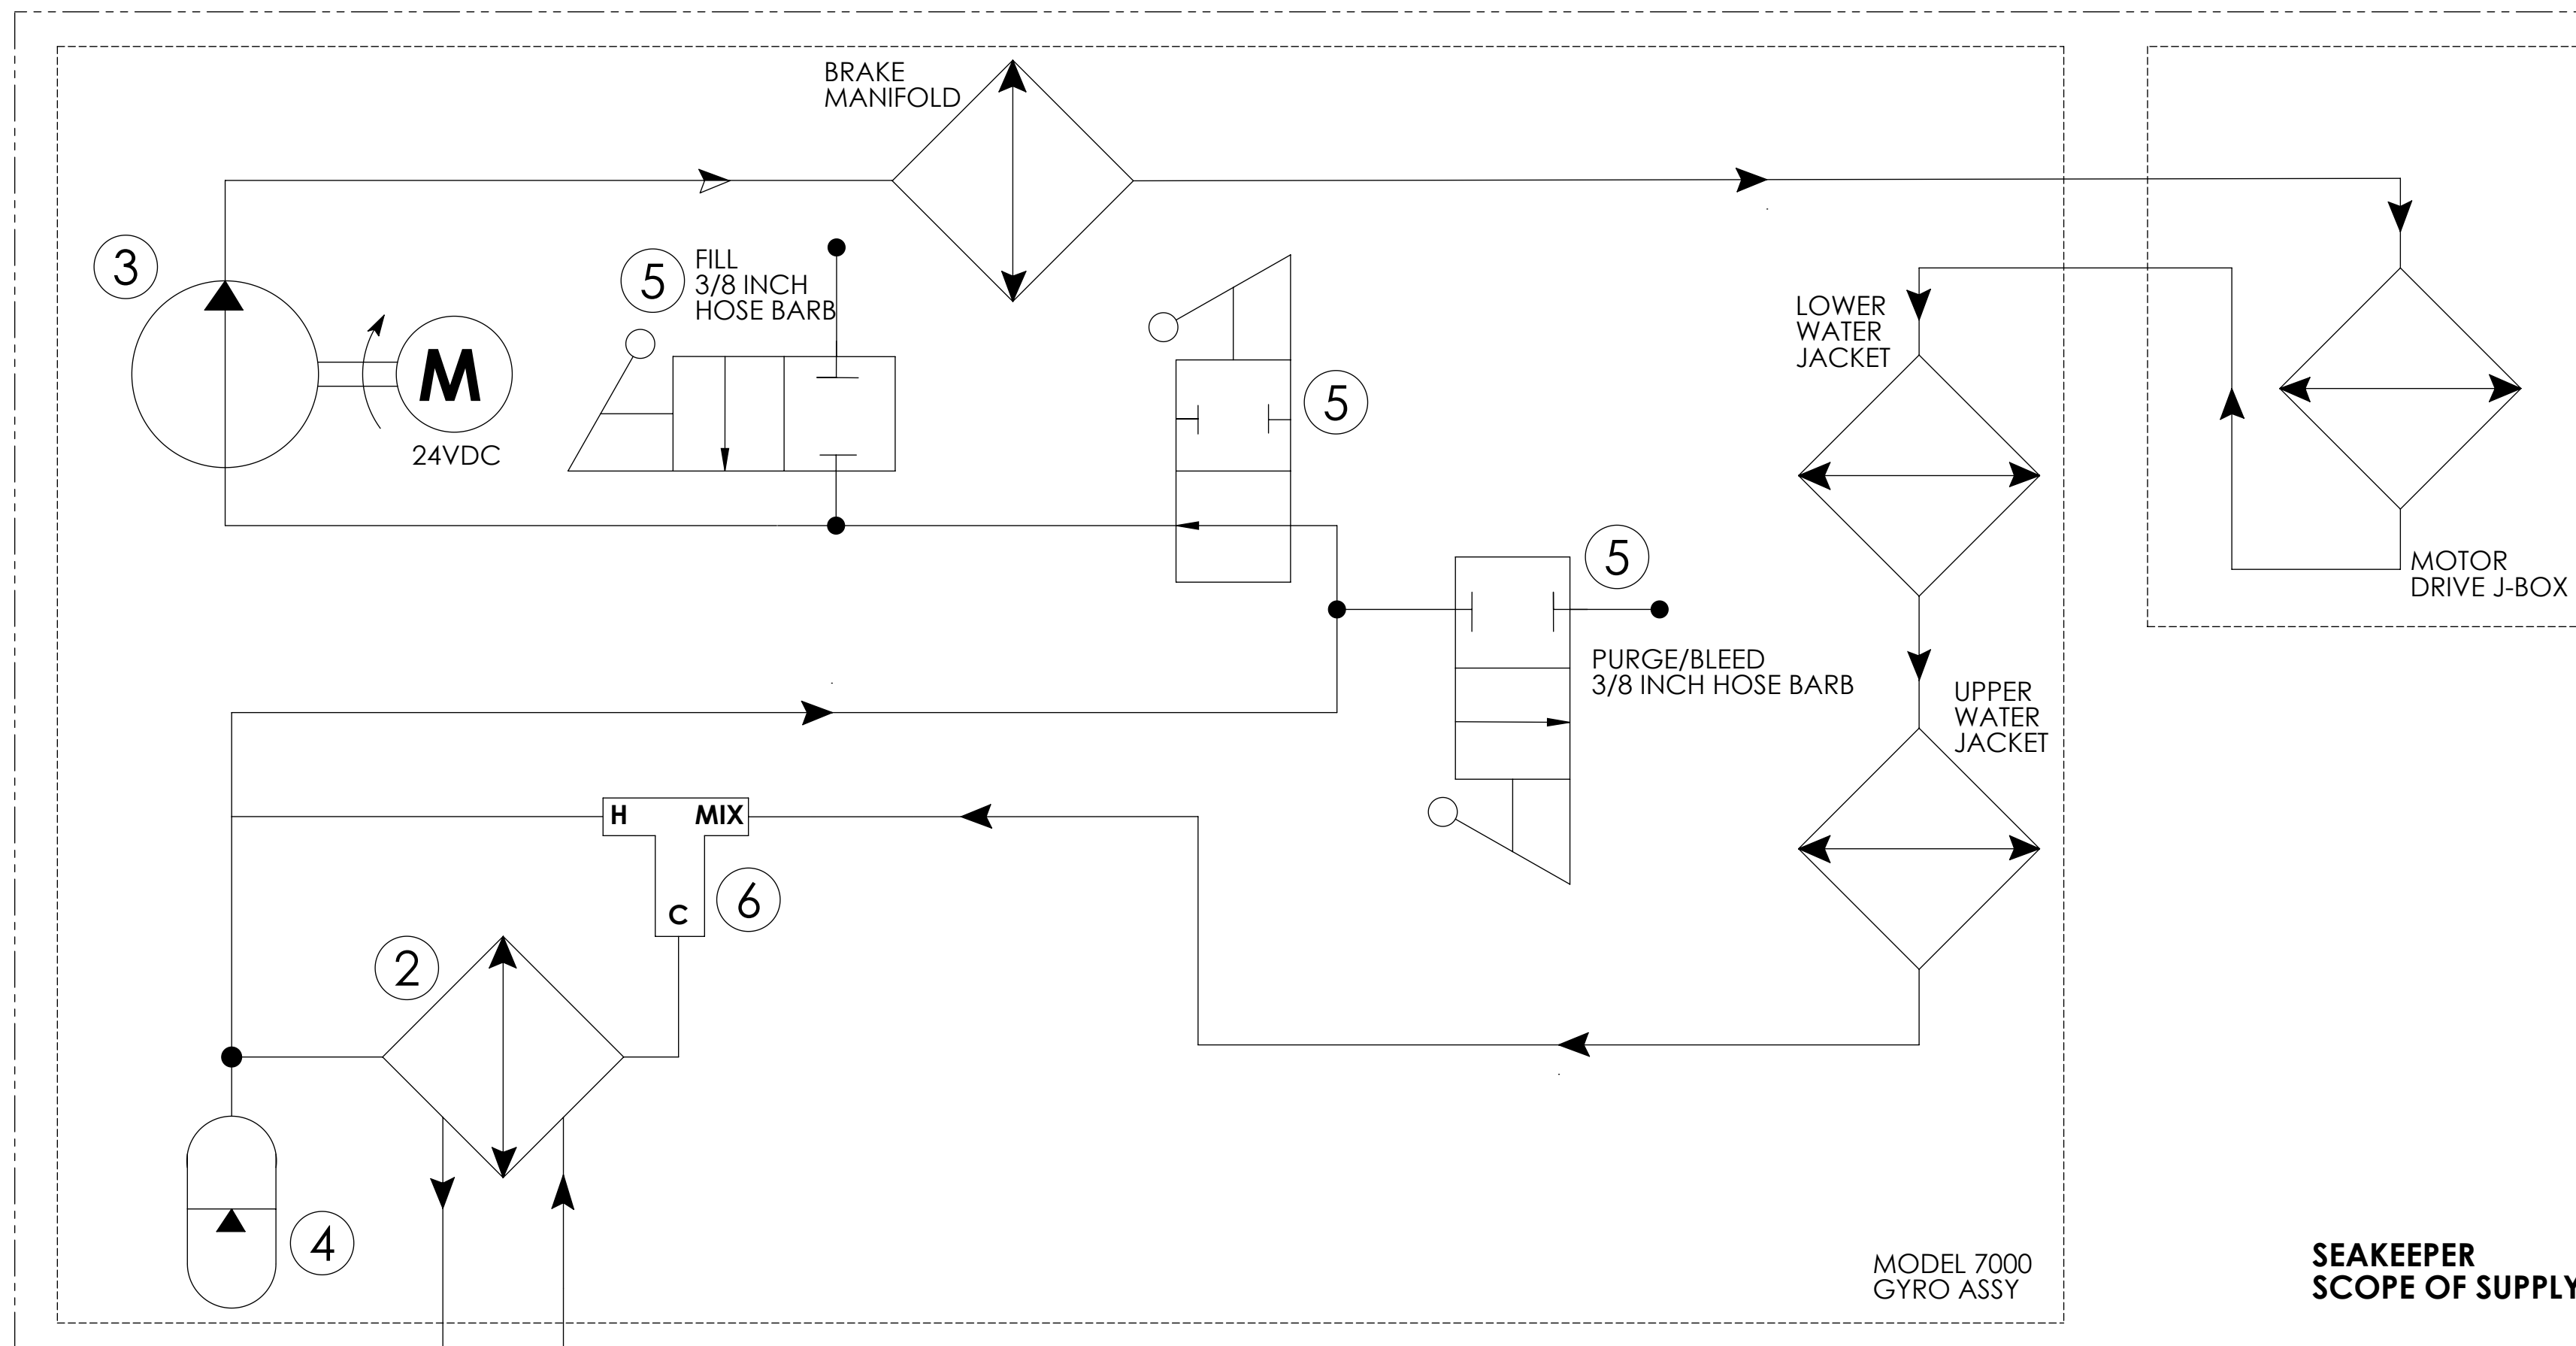 BRAKE
MANIFOLD
3
5
FILL
3/8 INCH
HOSE BARB
M
24VDC
5
LOWER
WATER
JACKET
5
MOTOR
DRIVE J-BOX
PURGE/BLEED
3/8 INCH HOSE BARB
UPPER
WATER
JACKET
H MIX
C
6
2
4
MODEL 7000
GYRO ASSY
SEAKEEPER
SCOPE OF SUPPLY